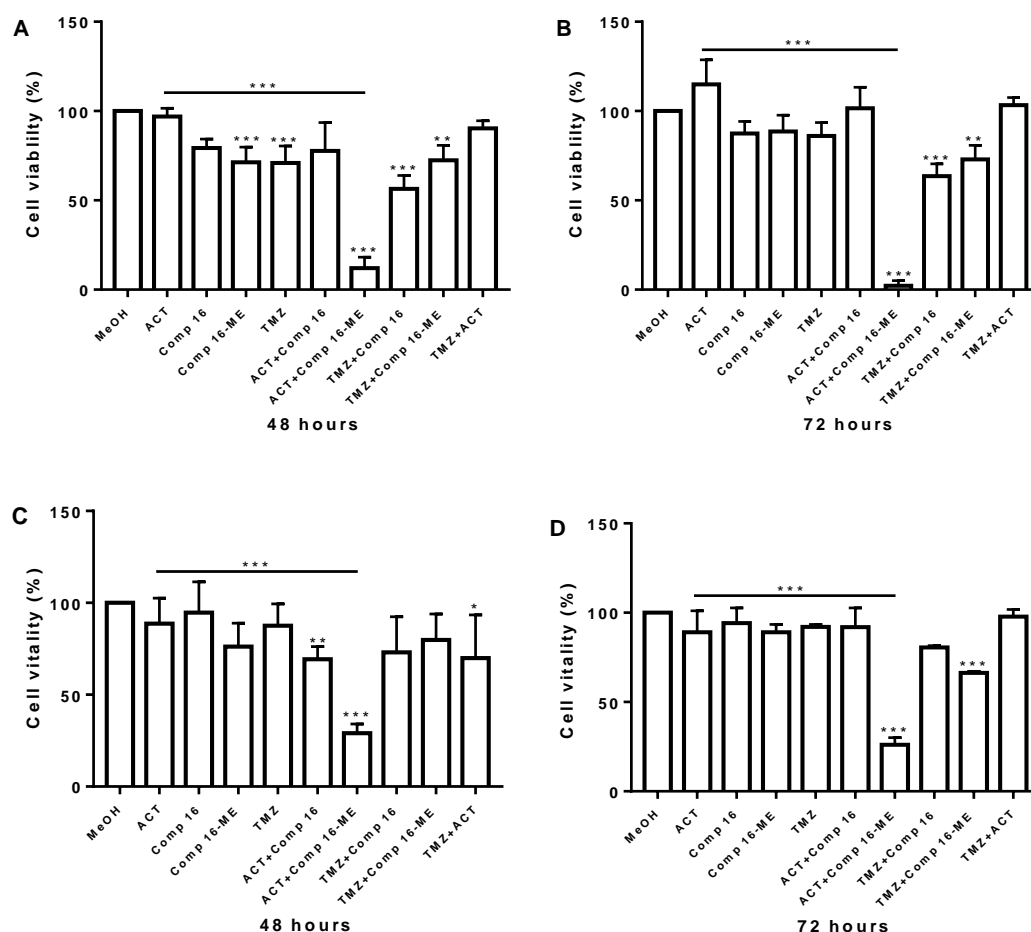 A
150
100
50
0
Cell viability (%)
***
***
***
***
***
**
MeOH
ACT
Comp 16
Comp 16-ME
TMZ
ACT+Comp 16
ACT+Comp 16-ME
TMZ+Comp 16
TMZ+Comp 16-ME
TMZ+ACT
48 hours
B
150
100
50
0
Cell viability (%)
***
***
***
**
MeOH
ACT
Comp 16
Comp 16-ME
TMZ
ACT+Comp 16
ACT+Comp 16-ME
TMZ+Comp 16
TMZ+Comp 16-ME
TMZ+ACT
72 hours
C
150
100
50
0
Cell vitality (%)
***
**
***
*
MeOH
ACT
Comp 16
Comp 16-ME
TMZ
ACT+Comp 16
ACT+Comp 16-ME
TMZ+Comp 16
TMZ+Comp 16-ME
TMZ+ACT
48 hours
D
150
100
50
0
Cell vitality (%)
***
***
***
MeOH
ACT
Comp 16
Comp 16-ME
TMZ
ACT+Comp 16
ACT+Comp 16-ME
TMZ+Comp 16
TMZ+Comp 16-ME
TMZ+ACT
72 hours